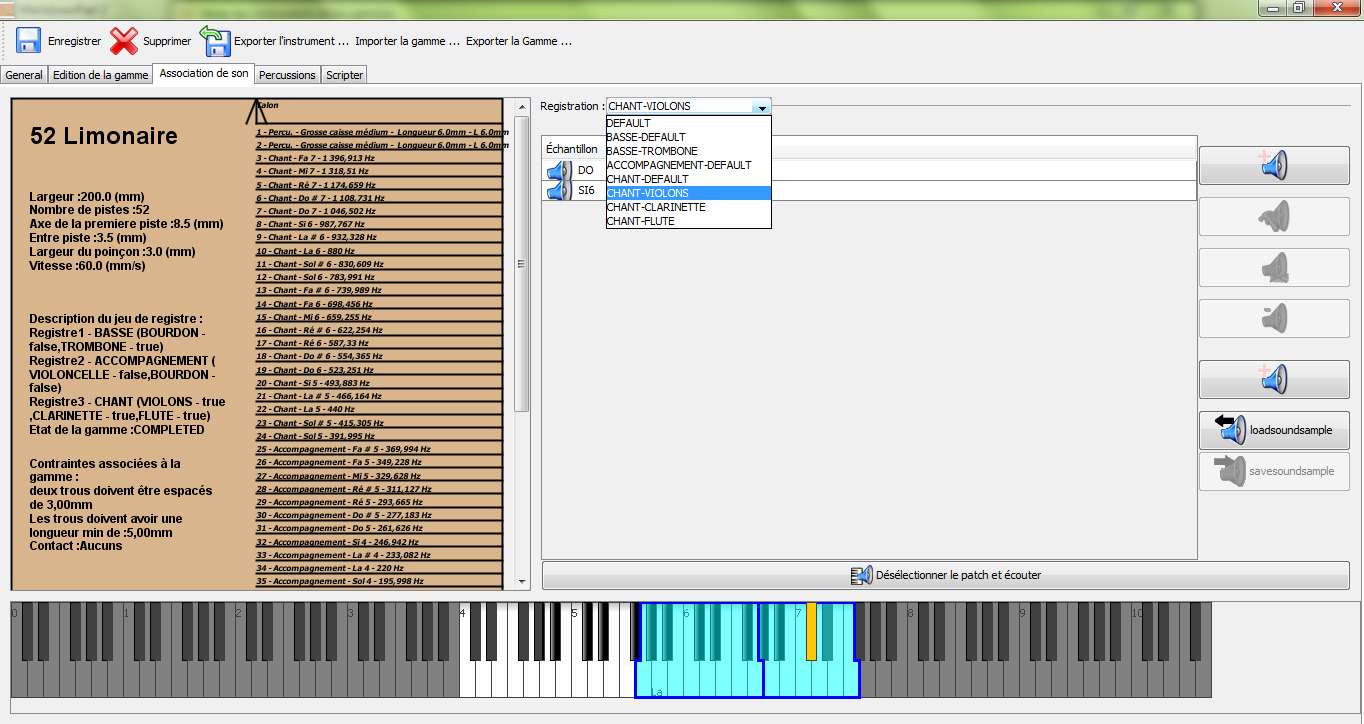 Enregistrer Supprimer Exporter l'instrument ... Importer la gamme ... Exporter la Gamme ...
General Edition de la gamme Association de son Percussions Scripter
52 Limonaire
Largeur :200.0 (mm)
Nombre de pistes :52
Axe de la premiere piste :8.5 (mm)
Entre piste :3.5 (mm)
Largeur du poinçon :3.0 (mm)
Vitesse :60.0 (mm/s)
Description du jeu de registre :
Registre1 - BASSE (BOURDON -
false,TROMBONE - true)
Registre2 - ACCOMPAGNEMENT (
VIOLONCELLE - false,BOURDON -
false)
Registre3 - CHANT (VIOLONS - true
,CLARINETTE - true,FLUTE - true)
Etat de la gamme :COMPLETED
Contraintes associées à la
gamme :
deux trous doivent être espacés
de 3,00mm
Les trous doivent avoir une
longueur min de :5,00mm
Contact :Aucuns
Talon
1 - Percu. - Grosse caisse médium - Longueur 6.0mm - L 6.0mm
2 - Percu. - Grosse caisse médium - Longueur 6.0mm - L 6.0mm
3 - Chant - Fa 7 - 1 396,913 Hz
4 - Chant - Mi 7 - 1 318,51 Hz
5 - Chant - Ré 7 - 1 174,659 Hz
6 - Chant - Do # 7 - 1 108,731 Hz
7 - Chant - Do 7 - 1 046,502 Hz
8 - Chant - Si 6 - 987,767 Hz
9 - Chant - La # 6 - 932,328 Hz
10 - Chant - La 6 - 880 Hz
11 - Chant - Sol # 6 - 830,609 Hz
12 - Chant - Sol 6 - 783,991 Hz
13 - Chant - Fa # 6 - 739,989 Hz
14 - Chant - Fa 6 - 698,456 Hz
15 - Chant - Mi 6 - 659,255 Hz
16 - Chant - Ré # 6 - 622,254 Hz
17 - Chant - Ré 6 - 587,33 Hz
18 - Chant - Do # 6 - 554,365 Hz
19 - Chant - Do 6 - 523,251 Hz
20 - Chant - Si 5 - 493,883 Hz
21 - Chant - La # 5 - 466,164 Hz
22 - Chant - La 5 - 440 Hz
23 - Chant - Sol # 5 - 415,305 Hz
24 - Chant - Sol 5 - 391,995 Hz
25 - Accompagnement - Fa # 5 - 369,994 Hz
26 - Accompagnement - Fa 5 - 349,228 Hz
27 - Accompagnement - Mi 5 - 329,628 Hz
28 - Accompagnement - Ré # 5 - 311,127 Hz
29 - Accompagnement - Ré 5 - 293,665 Hz
30 - Accompagnement - Do # 5 - 277,183 Hz
31 - Accompagnement - Do 5 - 261,626 Hz
32 - Accompagnement - Si 4 - 246,942 Hz
33 - Accompagnement - La # 4 - 233,082 Hz
34 - Accompagnement - La 4 - 220 Hz
35 - Accompagnement - Sol 4 - 195,998 Hz
Registration : CHANT-VIOLONS
DEFAULT
BASSE-DEFAULT
BASSE-TROMBONE
ACCOMPAGNEMENT-DEFAULT
CHANT-DEFAULT
CHANT-VIOLONS
CHANT-CLARINETTE
CHANT-FLUTE
Échantillon
DO
SI6
loadsoundsample
savesoundsample
Désélectionner le patch et écouter
0 1 2 3 4 5 6 7 8 9 10
La